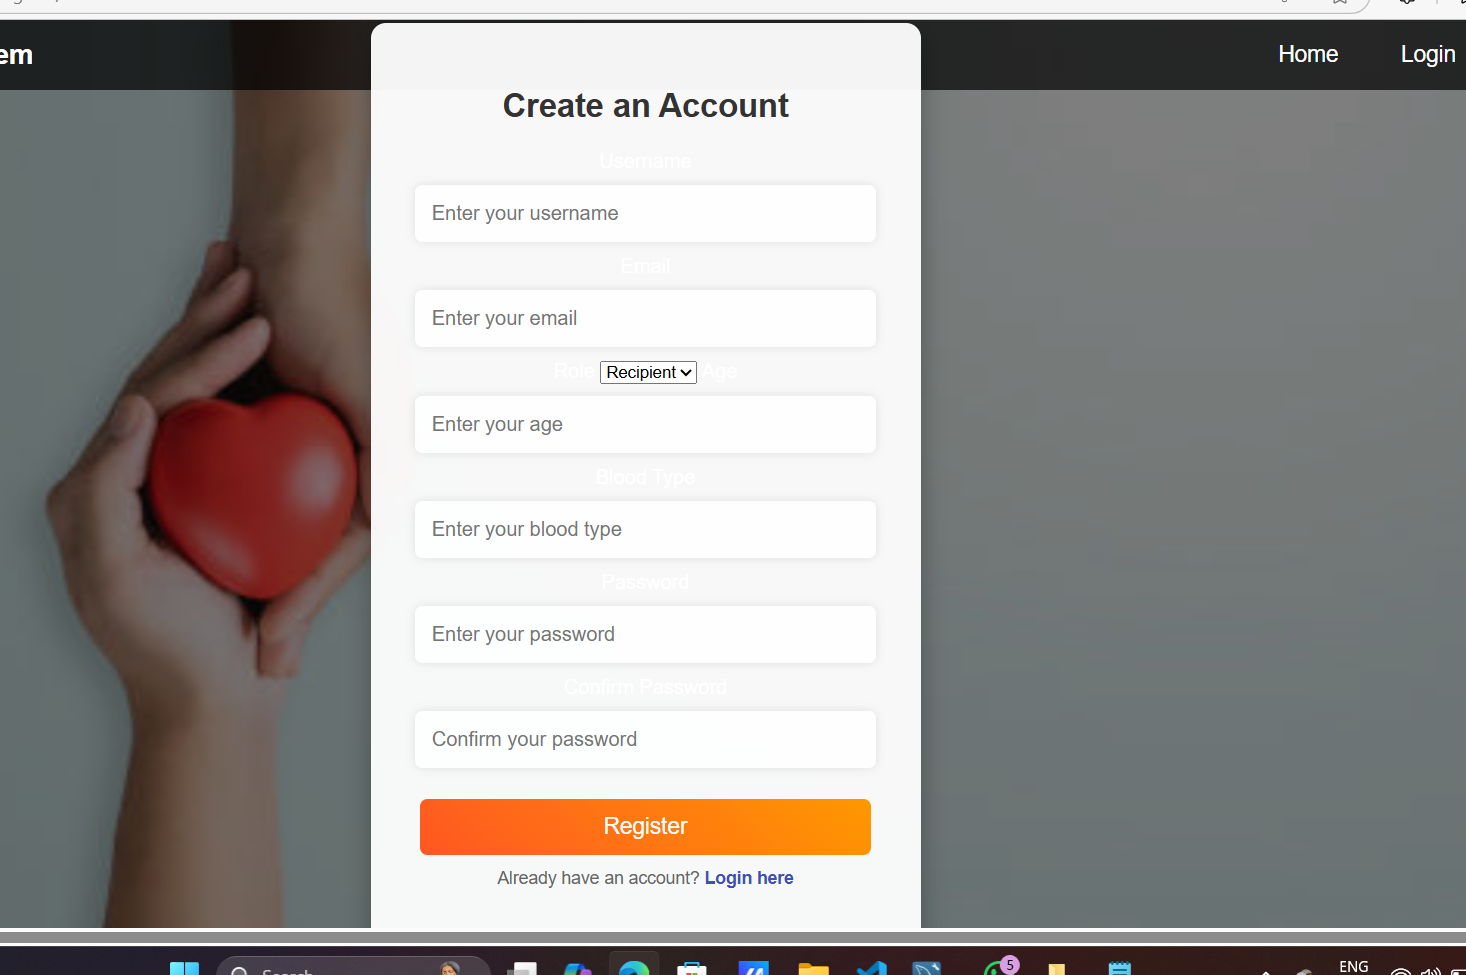 em
Home
Login
Create an Account
Username
Enter your username
Email
Enter your email
Role Recipient Age
Enter your age
Blood Type
Enter your blood type
Password
Enter your password
Confirm Password
Confirm your password
Register
Already have an account? Login here
Search
5
ENG